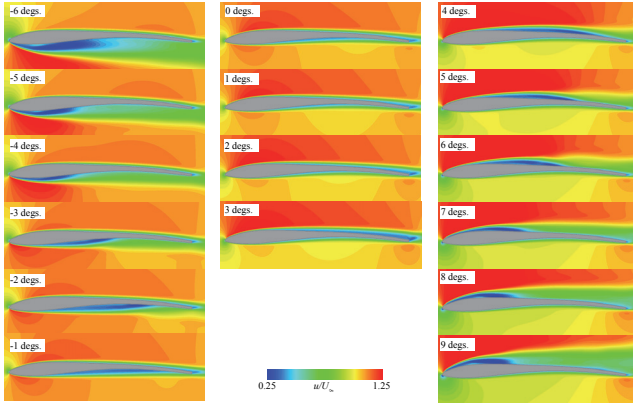 -6 degs.
-5 degs.
-4 degs.
-3 degs.
-2 degs.
-1 degs.
0 degs.
1 degs.
2 degs.
3 degs.
0.25 u/U∞ 1.25
4 degs.
5 degs.
6 degs.
7 degs.
8 degs.
9 degs.